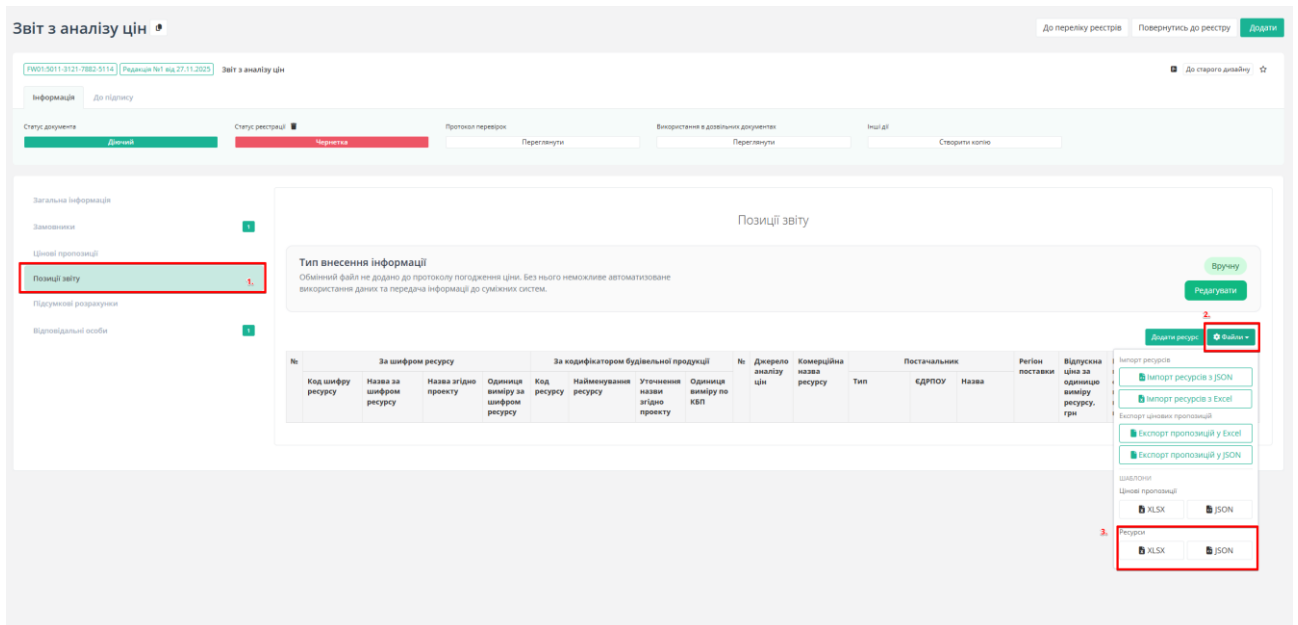 Звіт з аналізу цін
До переліку реєстрів
Повернутись до реєстру
Додати
FW01:5011-3121-7882-5114
Редакція №1 від 27.11.2025
Звіт з аналізу цін
До старого дизайну
Інформація
До підпису
Статус документа
Статус реєстрації
Протокол перевірок
Використання в дозвільних документах
Інші дії
Діючий
Чернетка
Переглянути
Переглянути
Створити копію
Загальна інформація
Замовники
1
Цінові пропозиції
Позиції звіту
1.
Підсумкові розрахунки
Відповідальні особи
1
Позиції звіту
Тип внесення інформації
Обмінний файл не додано до протоколу погодження ціни. Без нього неможливе автоматизоване
використання даних та передача інформації до суміжних систем.
Вручну
Редагувати
2.
Додати ресурс
Файли
№
За шифром ресурсу
За кодифікатором будівельної продукції
№
Джерело
аналізу
цін
Комерційна
назва
ресурсу
Постачальник
Регіон
поставки
Відпускна
ціна за
одиницю
виміру
ресурсу,
грн
Код шифру
ресурсу
Назва за
шифром
ресурсу
Назва згідно
проекту
Одиниця
виміру за
шифром
ресурсу
Код
ресурсу
Найменування
ресурсу
Уточнення
назви
згідно
проекту
Одиниця
виміру по
КБП
Тип
ЄДРПОУ
Назва
Імпорт ресурсів
Імпорт ресурсів з JSON
Імпорт ресурсів з Excel
Експорт цінових пропозицій
Експорт пропозицій у Excel
Експорт пропозицій у JSON
ШАБЛОНИ
Цінові пропозиції
XLSX
JSON
3.
Ресурси
XLSX
JSON